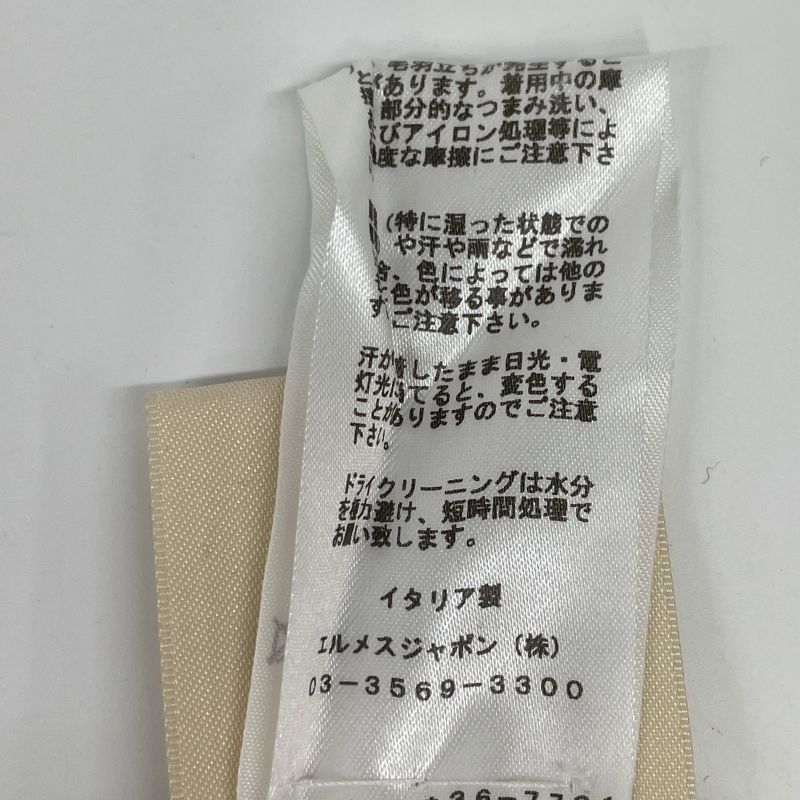 毛羽立ちが発生するこ
とくあります。着用中の摩
部分的なつまみ洗い、
びアイロン処理等によ
度な摩擦にご注意下さ
(特に湿った状態での
や汗や雨などで濡れ
合、色によっては他の
と色が移る事がありま
すご注意下さい。
汗が着したまま日光・電
灯光に当てると、変色する
ことがありますのでご注意
下さい。
ドライクリーニングは水分
を極力避け、短時間処理で
お願い致します。
イタリア製
エルメスジャポン(株)
03-3569-3300
36-7721